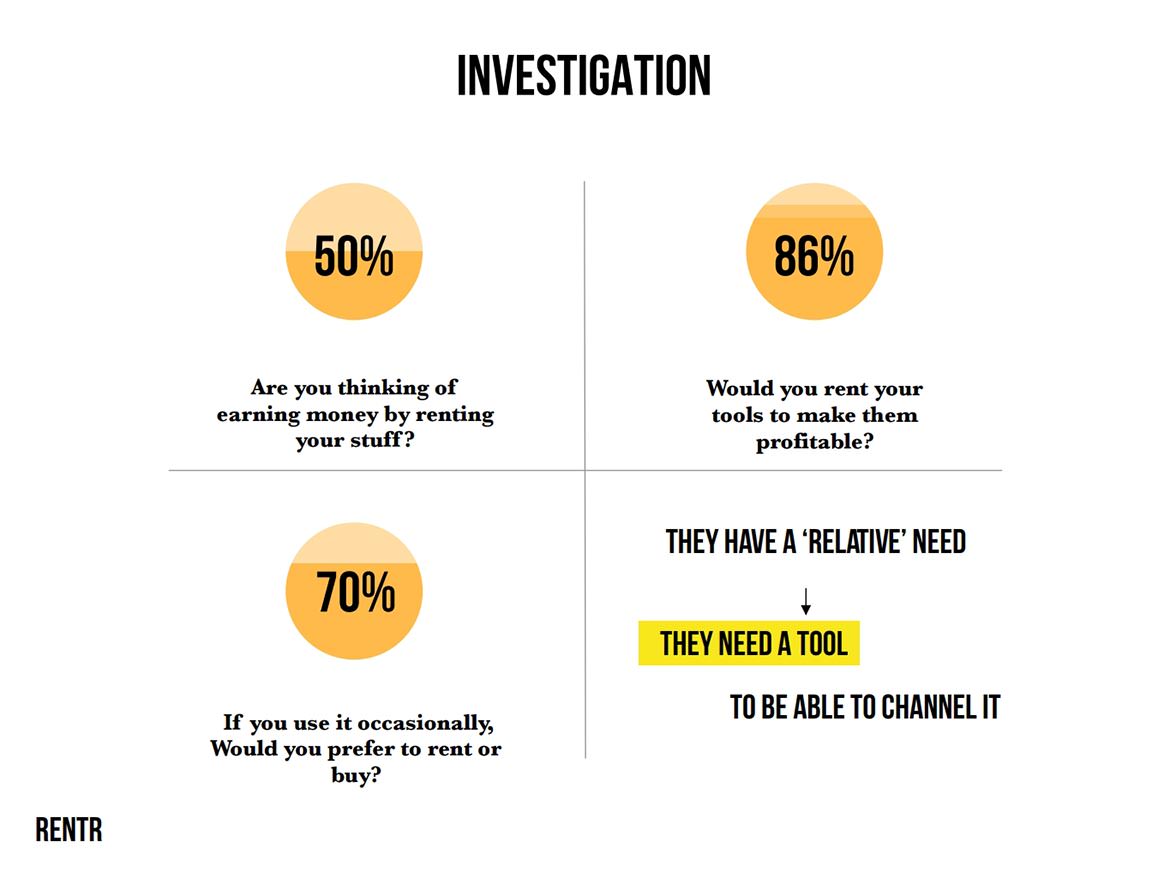 INVESTIGATION
50%
Are you thinking of
earning money by renting
your stuff?
86%
Would you rent your
tools to make them
profitable?
70%
If you use it occasionally,
Would you prefer to rent or
buy?
THEY HAVE A ‘RELATIVE’ NEED
THEY NEED A TOOL
TO BE ABLE TO CHANNEL IT
RENTR